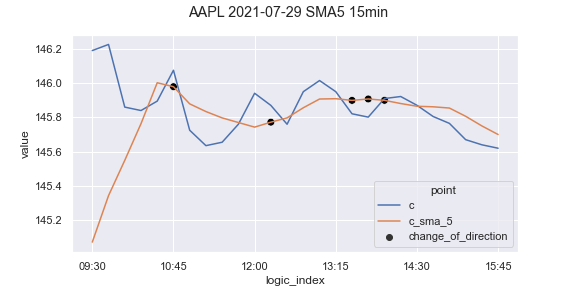 AAPL 2021-07-29 SMA5 15min
146.2
146.0
145.8
145.6
145.4
145.2
value
09:30 10:45 12:00 13:15 14:30 15:45
logic_index
point
c
c_sma_5
change_of_direction